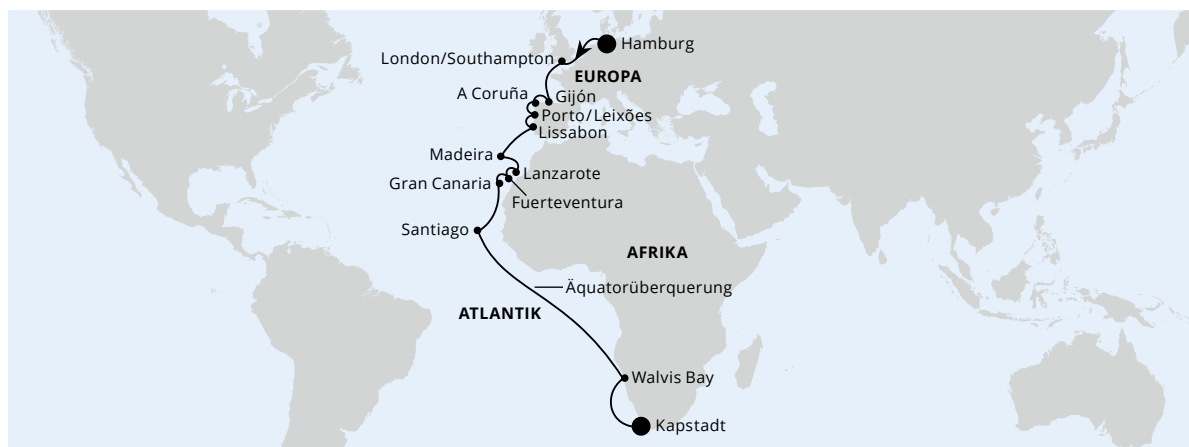 Hamburg
London/Southampton
EUROPA
A Coruña
Gijón
Porto/Leixões
Lissabon
Madeira
Lanzarote
Gran Canaria
Fuerteventura
Santiago
AFRIKA
Äquatorüberquerung
ATLANTIK
Walvis Bay
Kapstadt